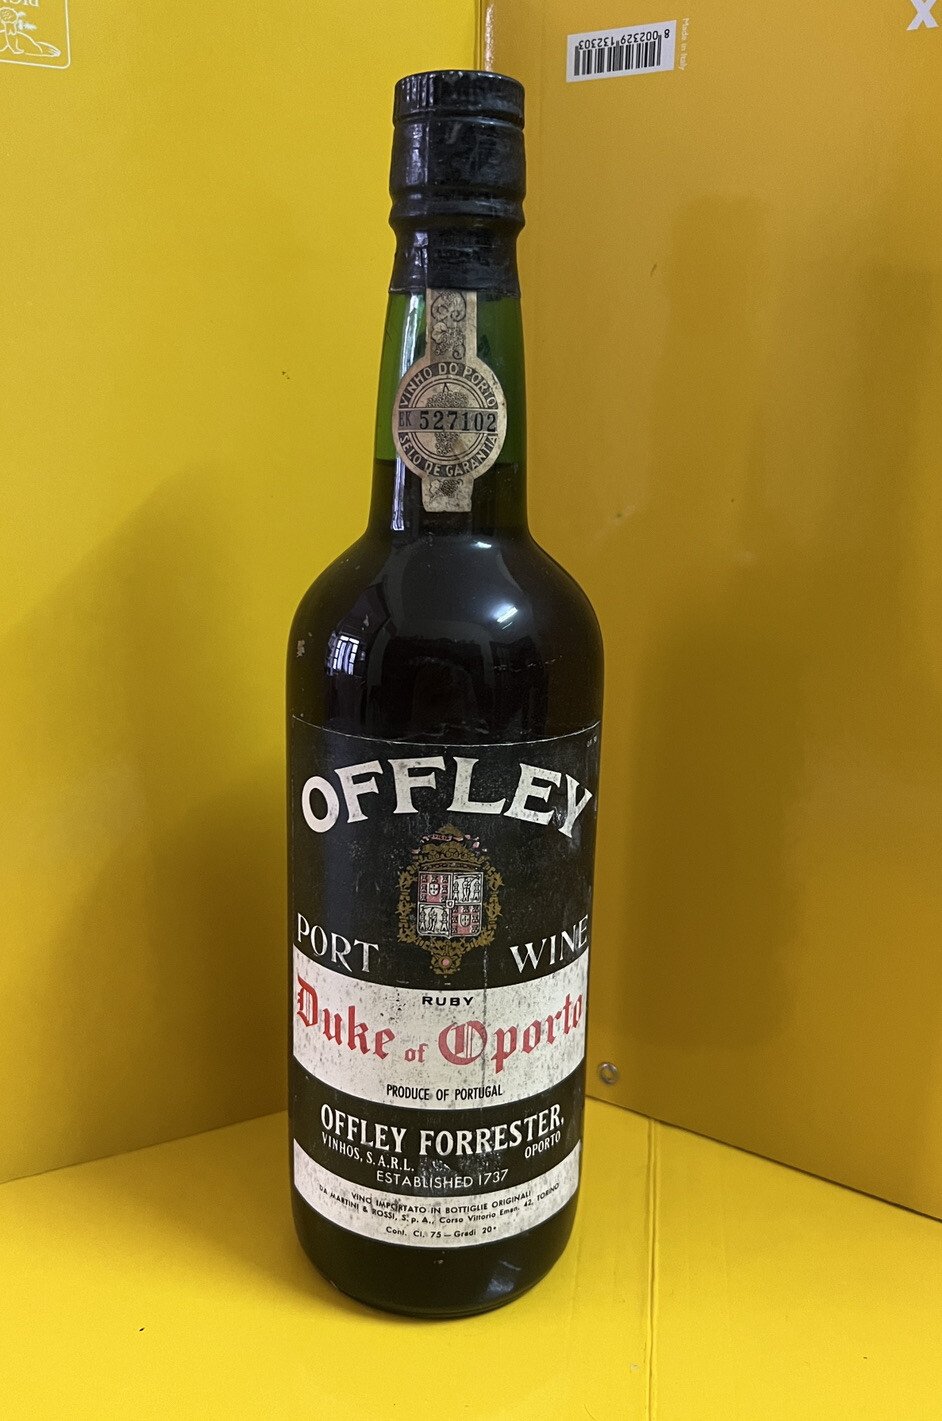 X
8 002329 132303
Made in Italy
VINHO DO PORTO
EK 527102
SELO DE GARANTIA
OFFLEY
PORT WINE
RUBY
Duke of Oporto
PRODUCE OF PORTUGAL
OFFLEY FORRESTER,
VINHOS, S.A.R.L. OPORTO
ESTABLISHED 1737
VINO IMPORTATO IN BOTTIGLIE ORIGINALI
DA MARTINI & ROSSI, S.p.A., Corso Vittorio Eman. 42, TORINO
Cont. Cl. 75 — Gradi 20°